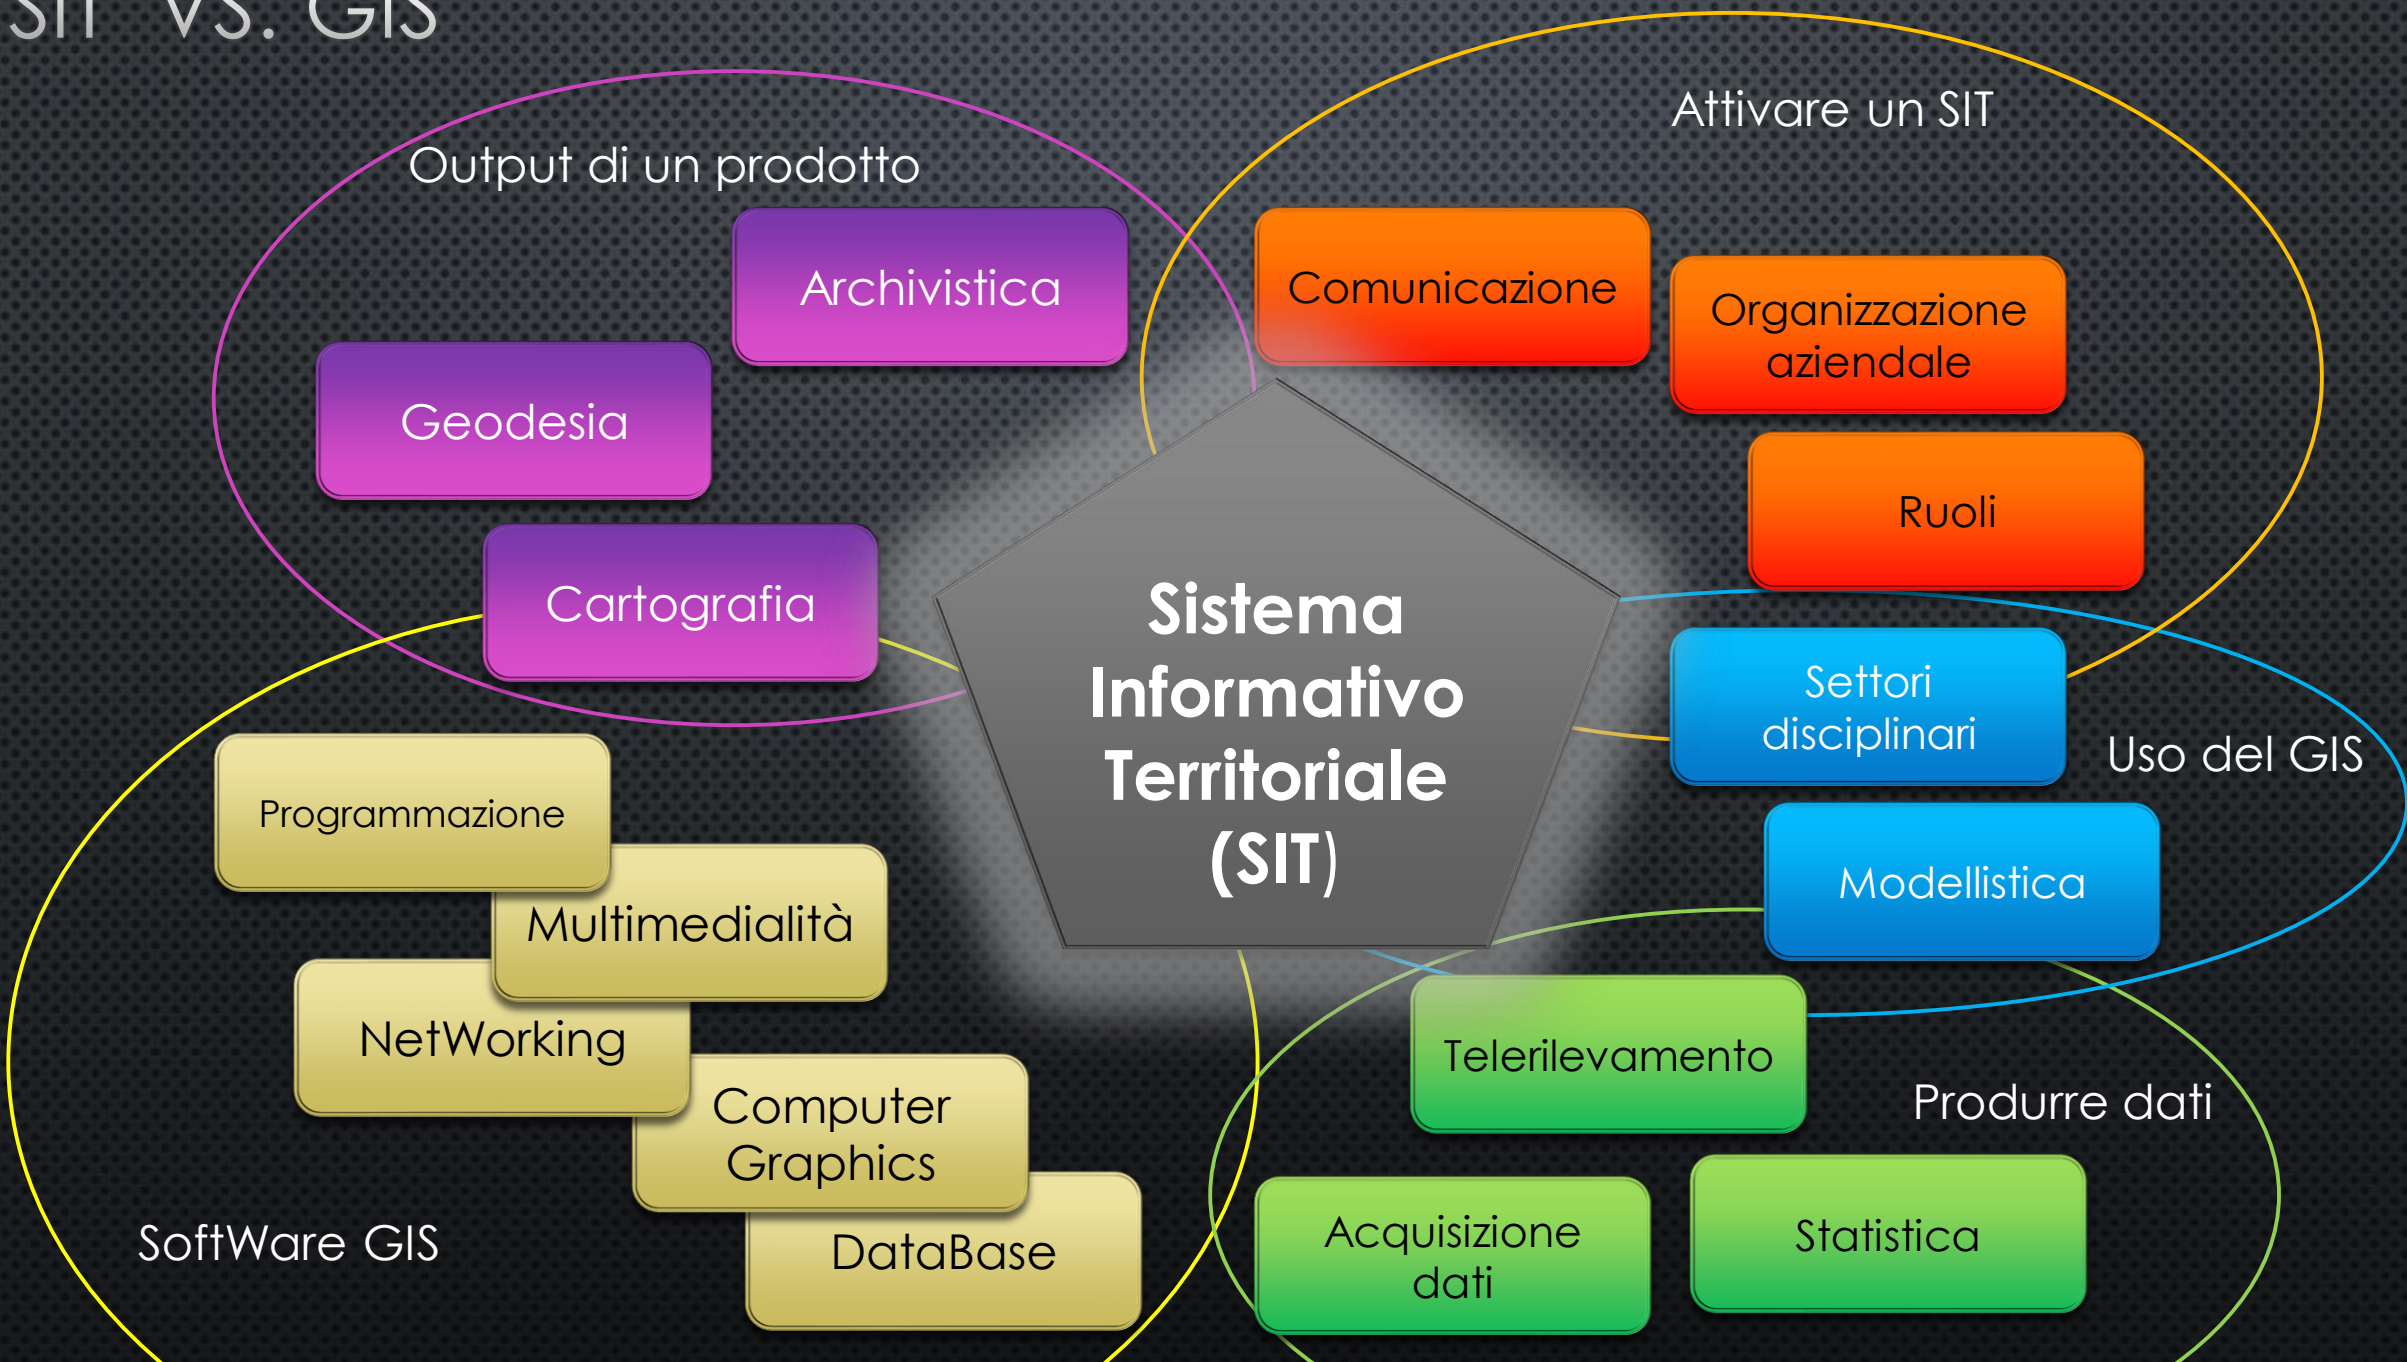 SIT VS. GIS
Output di un prodotto
Archivistica
Geodesia
Cartografia
Attivare un SIT
Comunicazione
Organizzazione
aziendale
Ruoli
Sistema
Informativo
Territoriale
(SIT)
Settori
disciplinari
Uso del GIS
Modellistica
Programmazione
Multimedialità
NetWorking
Computer
Graphics
DataBase
SoftWare GIS
Telerilevamento
Produrre dati
Acquisizione
dati
Statistica